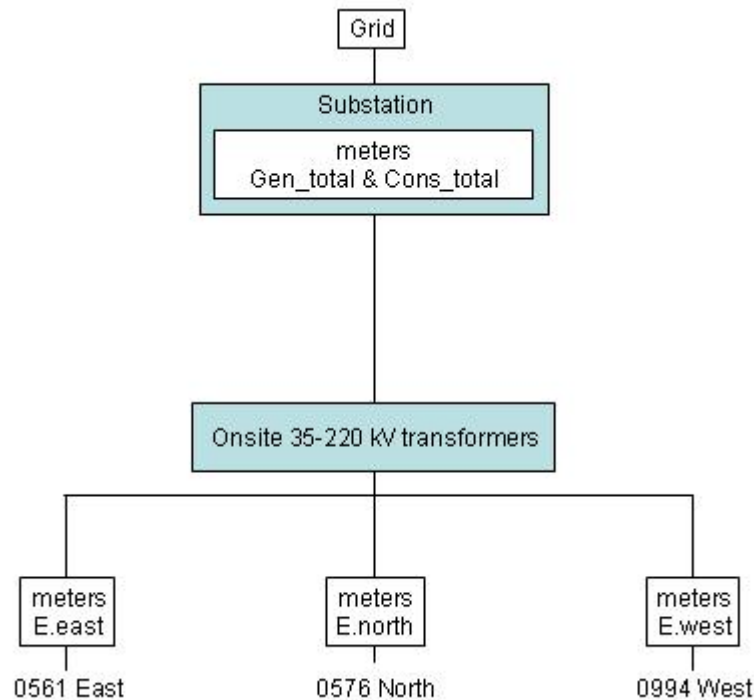 Grid
Substation
meters
Gen_total & Cons_total
Onsite 35-220 kV transformers
meters
E.east
meters
E.north
meters
E.west
0561 East
0576 North
0994 West